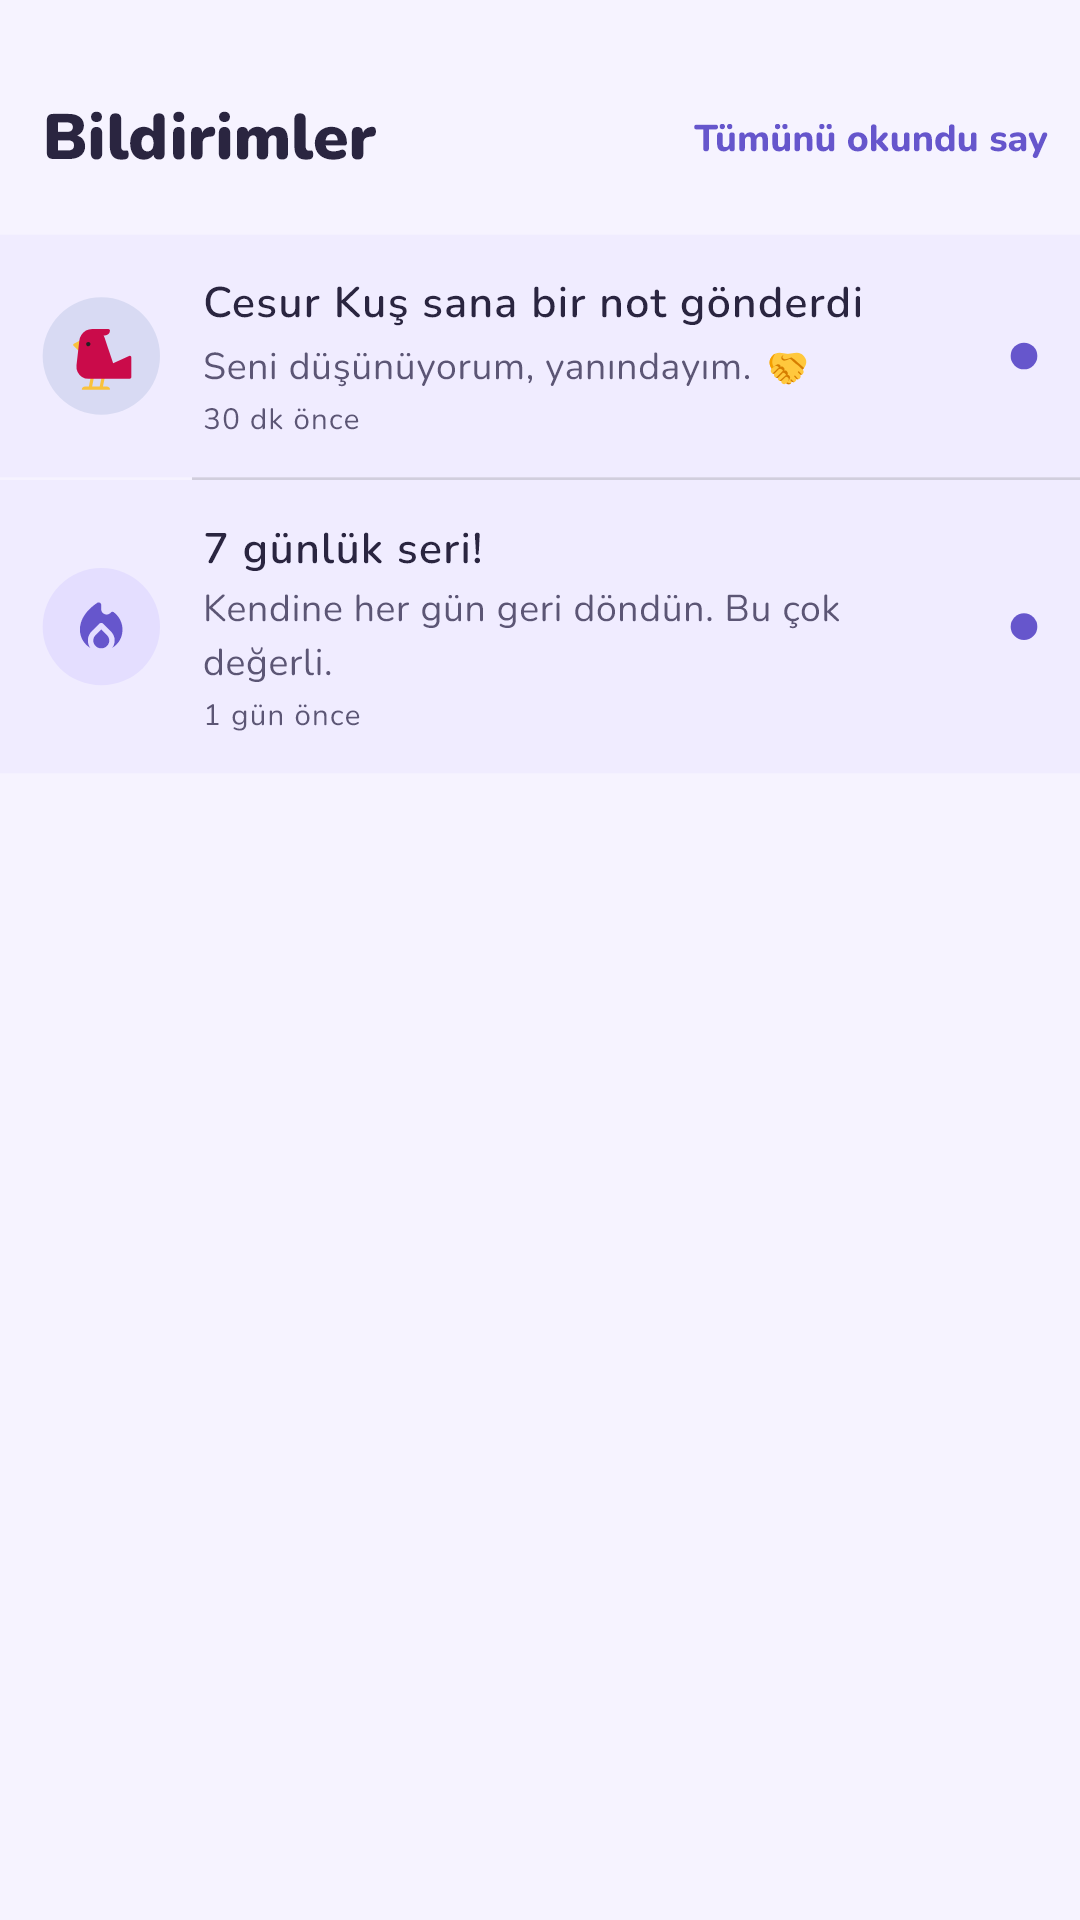 Bildirimler
Tümünü okundu say
Cesur Kuş sana bir not gönderdi
Seni düşünüyorum, yanındayım. 🤝
30 dk önce
7 günlük seri!
Kendine her gün geri döndün. Bu çok
değerli.
1 gün önce